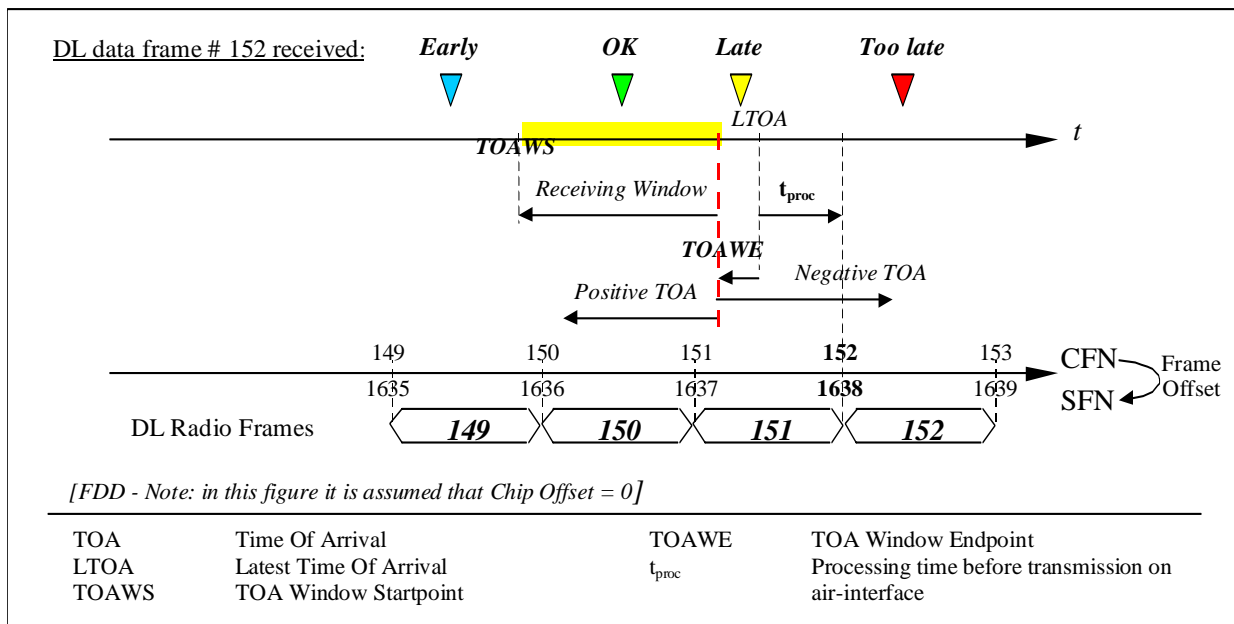 DL data frame # 152 received:
Early OK Late Too late
LTOA
t
TOAWS
Receiving Window
t_proc
TOAWE
Negative TOA
Positive TOA
149 150 151 152 153
CFN
Frame
Offset
1635 1636 1637 1638 1639
SFN
DL Radio Frames
149 150 151 152
[FDD - Note: in this figure it is assumed that Chip Offset = 0]
TOA Time Of Arrival TOAWE TOA Window Endpoint
LTOA Latest Time Of Arrival t_proc Processing time before transmission on
TOAWS TOA Window Startpoint air-interface